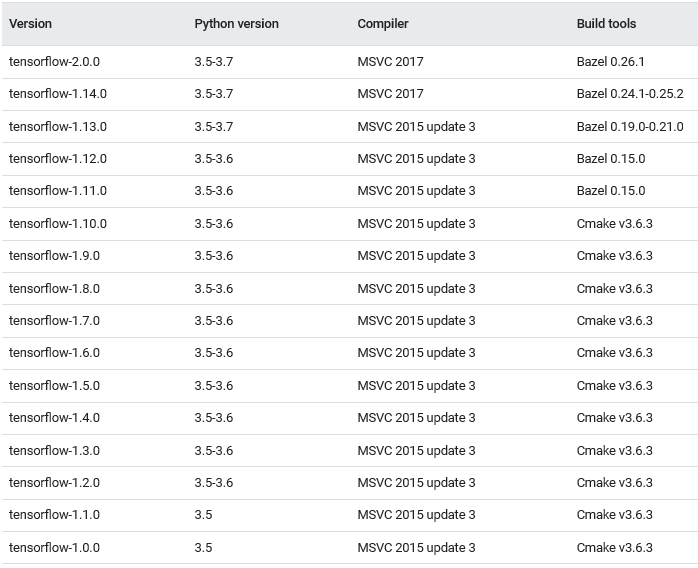 Version Python version Compiler Build tools
tensorflow-2.0.0 3.5-3.7 MSVC 2017 Bazel 0.26.1
tensorflow-1.14.0 3.5-3.7 MSVC 2017 Bazel 0.24.1-0.25.2
tensorflow-1.13.0 3.5-3.7 MSVC 2015 update 3 Bazel 0.19.0-0.21.0
tensorflow-1.12.0 3.5-3.6 MSVC 2015 update 3 Bazel 0.15.0
tensorflow-1.11.0 3.5-3.6 MSVC 2015 update 3 Bazel 0.15.0
tensorflow-1.10.0 3.5-3.6 MSVC 2015 update 3 Cmake v3.6.3
tensorflow-1.9.0 3.5-3.6 MSVC 2015 update 3 Cmake v3.6.3
tensorflow-1.8.0 3.5-3.6 MSVC 2015 update 3 Cmake v3.6.3
tensorflow-1.7.0 3.5-3.6 MSVC 2015 update 3 Cmake v3.6.3
tensorflow-1.6.0 3.5-3.6 MSVC 2015 update 3 Cmake v3.6.3
tensorflow-1.5.0 3.5-3.6 MSVC 2015 update 3 Cmake v3.6.3
tensorflow-1.4.0 3.5-3.6 MSVC 2015 update 3 Cmake v3.6.3
tensorflow-1.3.0 3.5-3.6 MSVC 2015 update 3 Cmake v3.6.3
tensorflow-1.2.0 3.5-3.6 MSVC 2015 update 3 Cmake v3.6.3
tensorflow-1.1.0 3.5 MSVC 2015 update 3 Cmake v3.6.3
tensorflow-1.0.0 3.5 MSVC 2015 update 3 Cmake v3.6.3